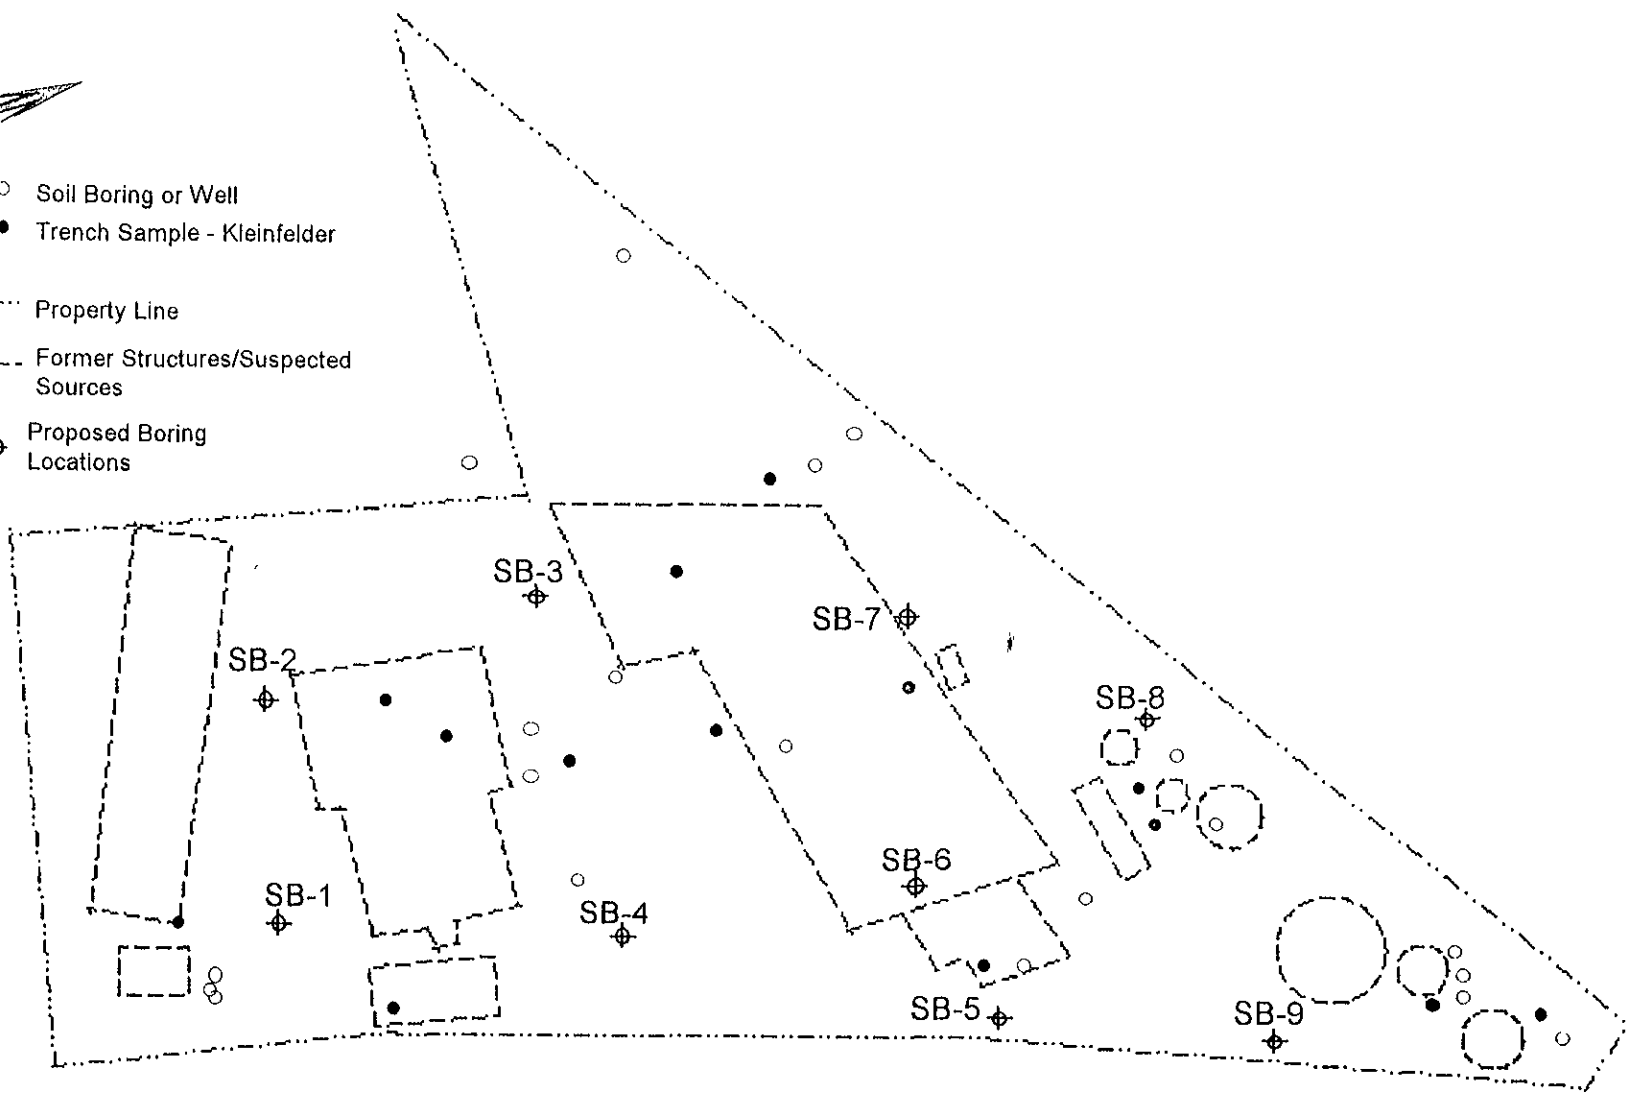 Soil Boring or Well
Trench Sample - Kleinfelder
Property Line
Former Structures/Suspected
Sources
Proposed Boring
Locations
SB-3
SB-7
SB-2
SB-8
SB-6
SB-1
SB-4
SB-5
SB-9